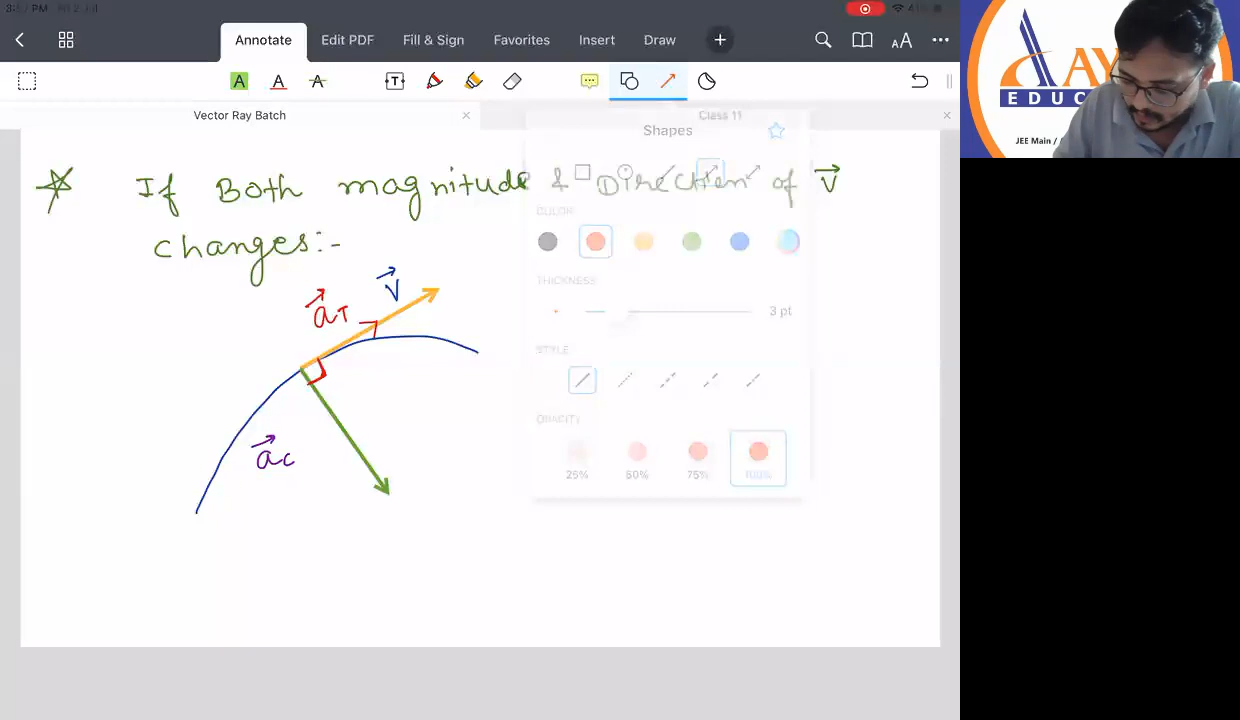 Annotate Edit PDF Fill & Sign Favorites Insert Draw
Vector Ray Batch
Class 11
Shapes
If Both magnitude & Direction of v⃗
changes:-
COLOR
THICKNESS
3 pt
STYLE
OPACITY
25% 50% 75% 100%
v⃗
a⃗T
a⃗c
AY
EDUC
JEE Main /